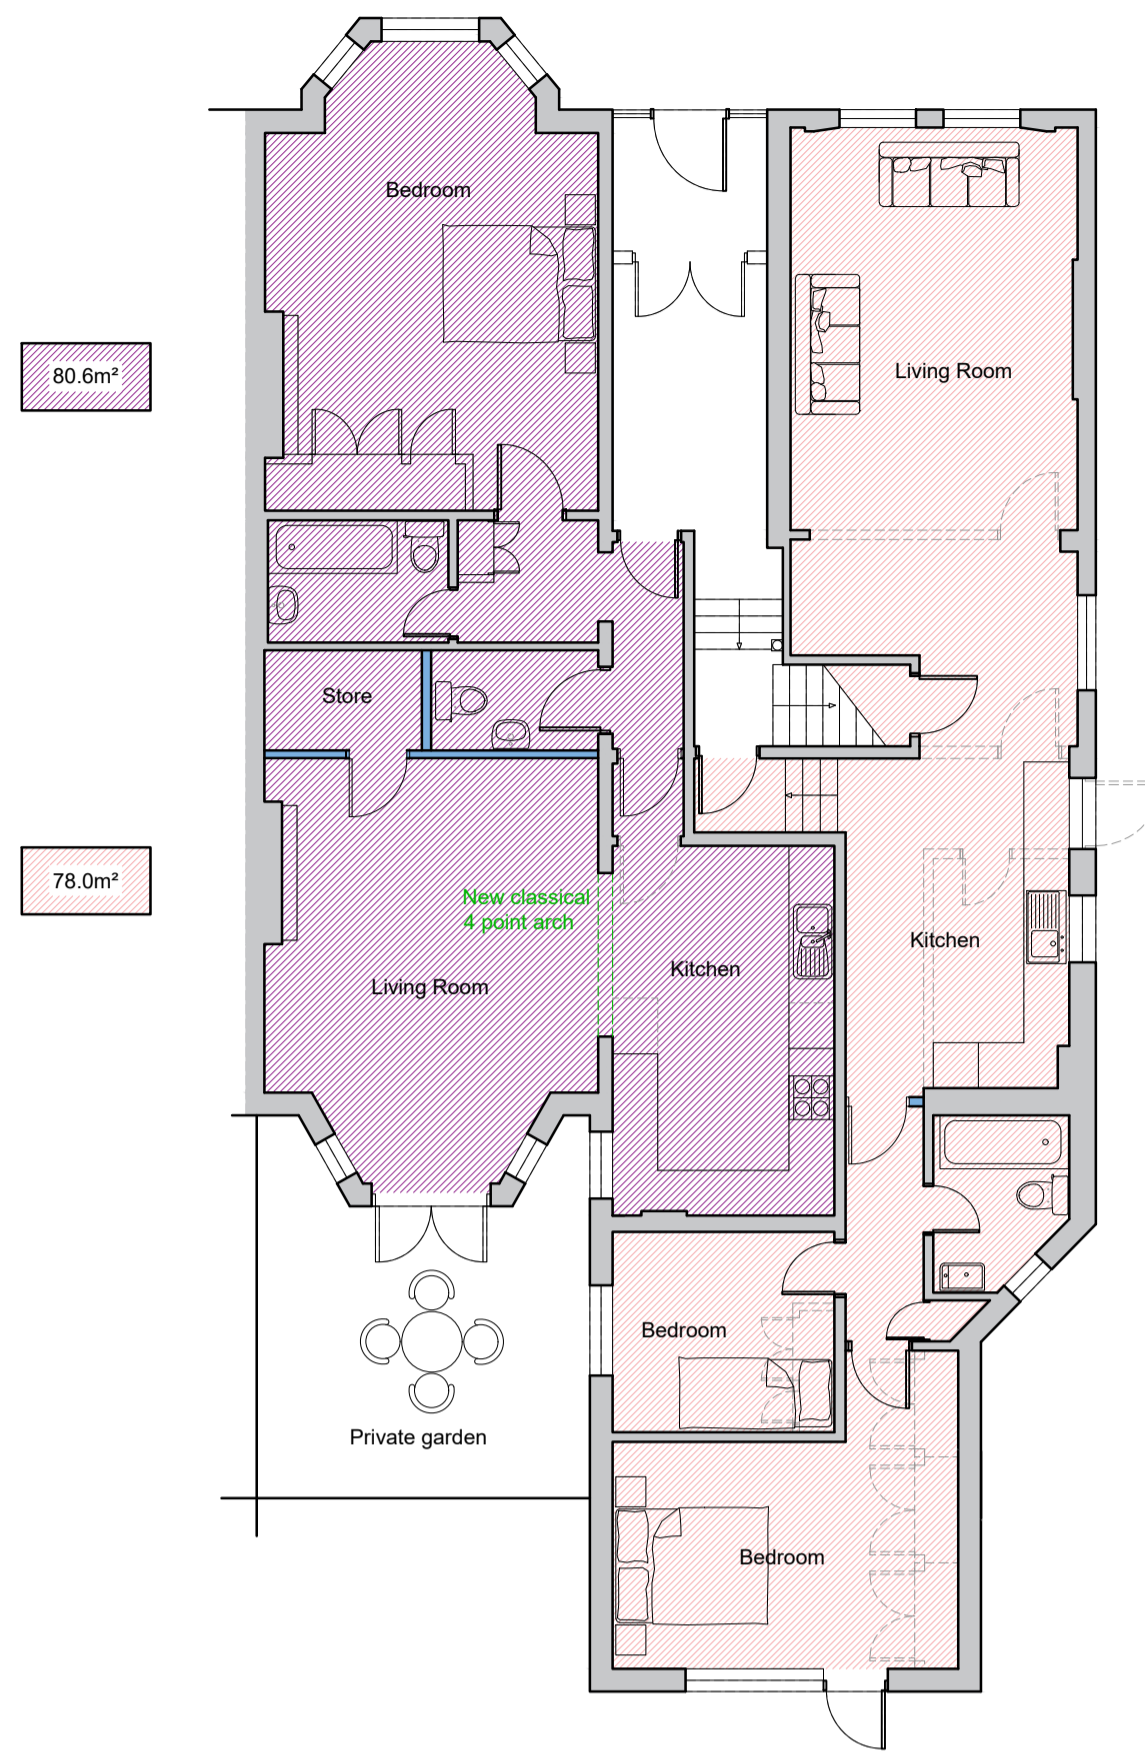 Bedroom
80.6m²
Living Room
Store
78.0m²
New classical
4 point arch
Kitchen
Kitchen
Living Room
Bedroom
Private garden
Bedroom